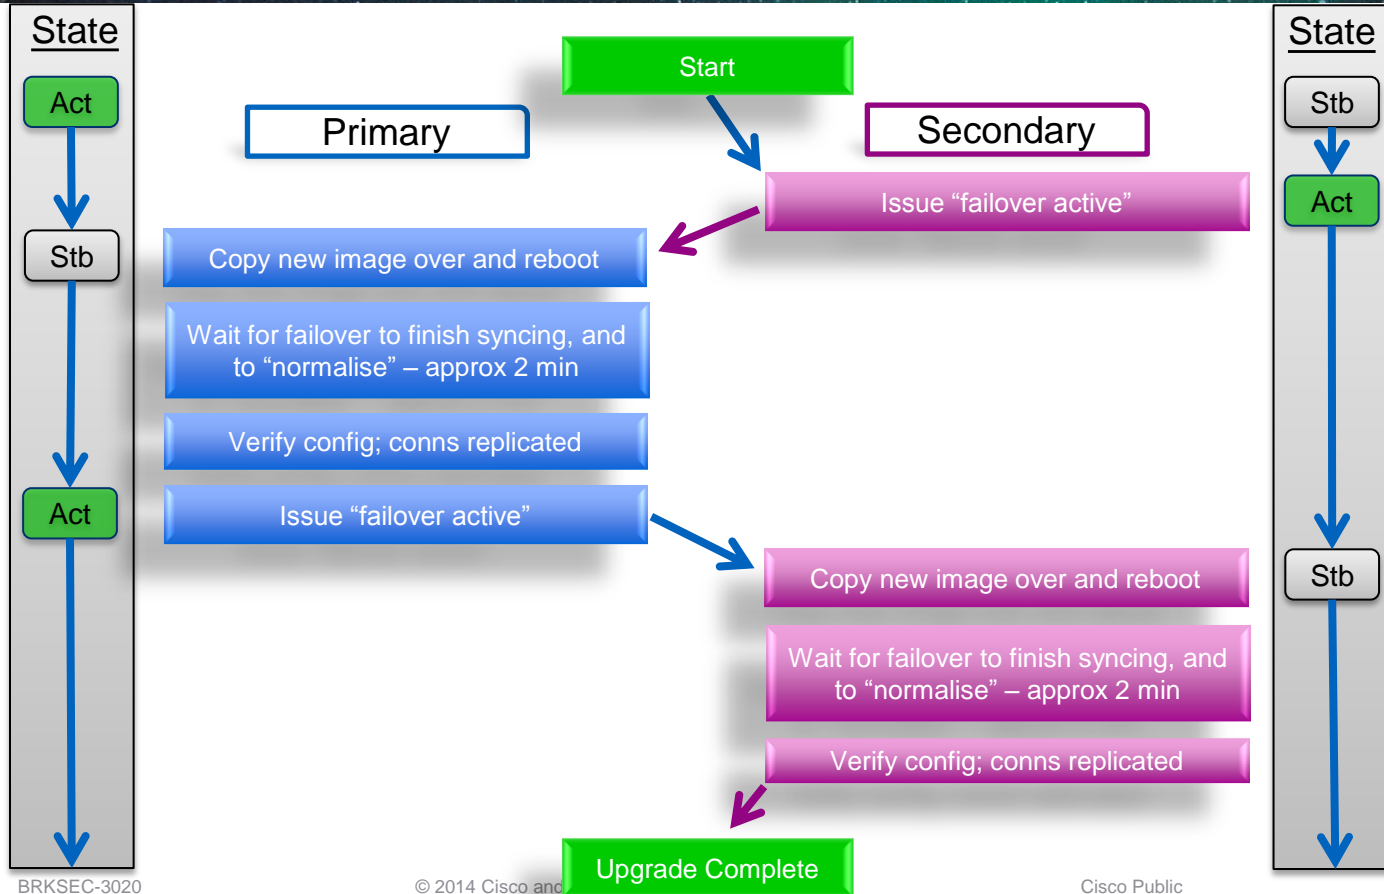 State
State
Start
Act
Stb
Primary
Secondary
Issue “failover active”
Act
Stb
Copy new image over and reboot
Wait for failover to finish syncing, and
to “normalise” – approx 2 min
Verify config; conns replicated
Act
Issue “failover active”
Copy new image over and reboot
Stb
Wait for failover to finish syncing, and
to “normalise” – approx 2 min
Verify config; conns replicated
Upgrade Complete
BRKSEC-3020
© 2014 Cisco and
Cisco Public